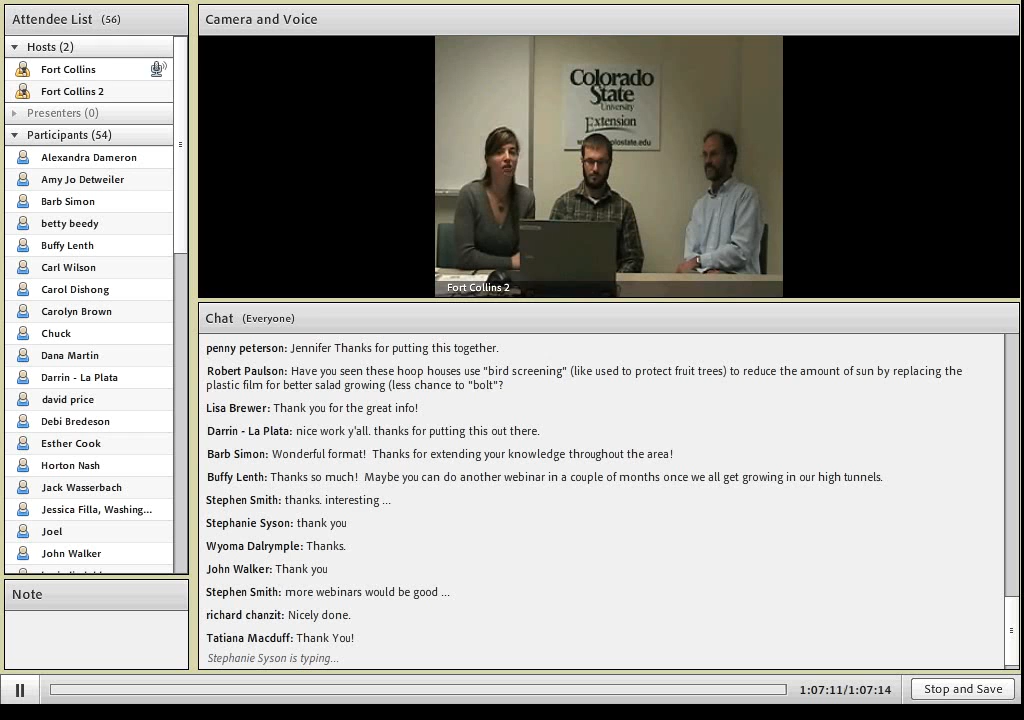 Attendee List (56)
Hosts (2)
Fort Collins
Fort Collins 2
Presenters (0)
Participants (54)
Alexandra Dameron
Amy Jo Detweiler
Barb Simon
betty beedy
Buffy Lenth
Carl Wilson
Carol Dishong
Carolyn Brown
Chuck
Dana Martin
Darrin - La Plata
david price
Debi Bredeson
Esther Cook
Horton Nash
Jack Wasserbach
Jessica Filla, Washing...
Joel
John Walker
Note
Camera and Voice
Colorado
State
University
Extension
Fort Collins 2
Chat (Everyone)
penny peterson: Jennifer Thanks for putting this together.
Robert Paulson: Have you seen these hoop houses use "bird screening" (like used to protect fruit trees) to reduce the amount of sun by replacing the
plastic film for better salad growing (less chance to "bolt"?
Lisa Brewer: Thank you for the great info!
Darrin - La Plata: nice work y'all. thanks for putting this out there.
Barb Simon: Wonderful format!  Thanks for extending your knowledge throughout the area!
Buffy Lenth: Thanks so much!  Maybe you can do another webinar in a couple of months once we all get growing in our high tunnels.
Stephen Smith: thanks. interesting ...
Stephanie Syson: thank you
Wyoma Dalrymple: Thanks.
John Walker: Thank you
Stephen Smith: more webinars would be good ...
richard chanzit: Nicely done.
Tatiana Macduff: Thank You!
Stephanie Syson is typing...
1:07:11/1:07:14
Stop and Save